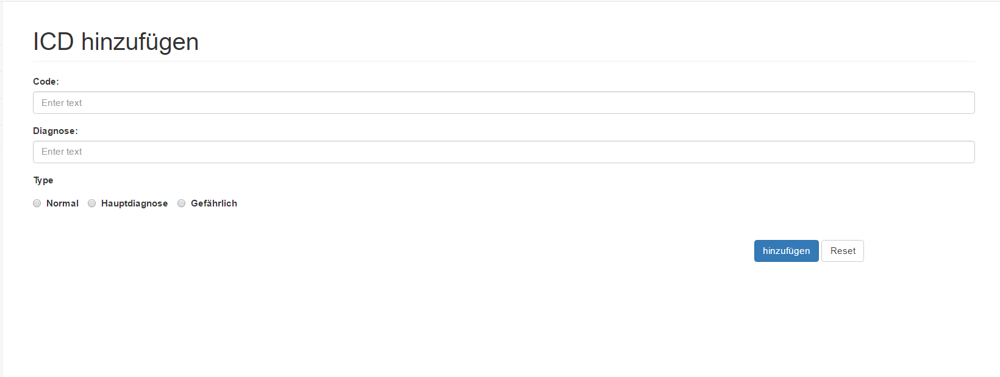 ICD hinzufügen
Code:
Enter text
Diagnose:
Enter text
Type
Normal Hauptdiagnose Gefährlich
hinzufügen Reset